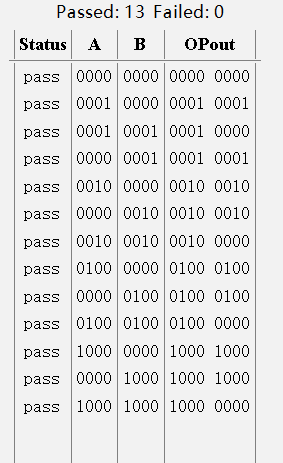 Passed: 13 Failed: 0
Status A B OPout
pass 0000 0000 0000 0000
pass 0001 0000 0001 0001
pass 0001 0001 0001 0000
pass 0000 0001 0001 0001
pass 0010 0000 0010 0010
pass 0000 0010 0010 0010
pass 0010 0010 0010 0000
pass 0100 0000 0100 0100
pass 0000 0100 0100 0100
pass 0100 0100 0100 0000
pass 1000 0000 1000 1000
pass 0000 1000 1000 1000
pass 1000 1000 1000 0000